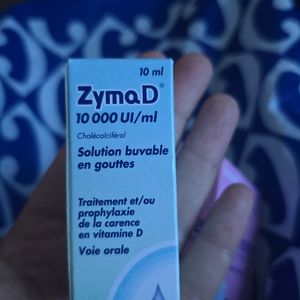 10 ml
ZymaD®
10 000 UI/ml
Cholécalciférol
Solution buvable
en gouttes
Traitement et/ou
prophylaxie
de la carence
en vitamine D
Voie orale